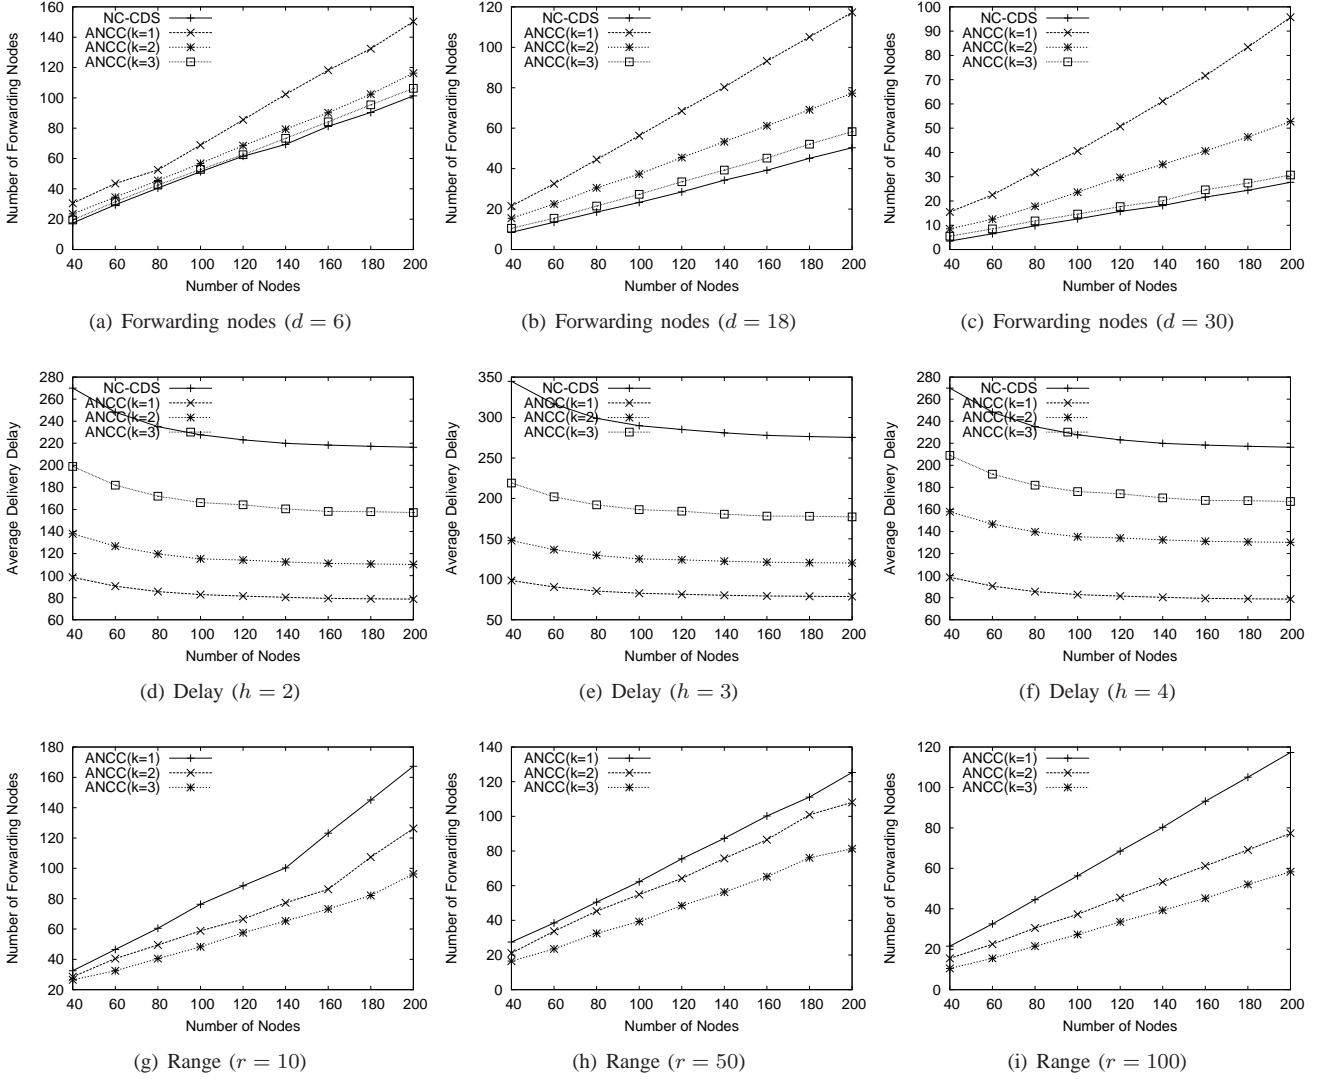 160
140
120
100
80
60
40
20
0
Number of Forwarding Nodes
NC-CDS
ANCC(k=1)
ANCC(k=2)
ANCC(k=3)
40 60 80 100 120 140 160 180 200
Number of Nodes
(a) Forwarding nodes (d = 6)
120
100
80
60
40
20
0
Number of Forwarding Nodes
NC-CDS
ANCC(k=1)
ANCC(k=2)
ANCC(k=3)
40 60 80 100 120 140 160 180 200
Number of Nodes
(b) Forwarding nodes (d = 18)
100
90
80
70
60
50
40
30
20
10
0
Number of Forwarding Nodes
NC-CDS
ANCC(k=1)
ANCC(k=2)
ANCC(k=3)
40 60 80 100 120 140 160 180 200
Number of Nodes
(c) Forwarding nodes (d = 30)
280
260
240
220
200
180
160
140
120
100
80
60
Average Delivery Delay
NC-CDS
ANCC(k=1)
ANCC(k=2)
ANCC(k=3)
40 60 80 100 120 140 160 180 200
Number of Nodes
(d) Delay (h = 2)
350
300
250
200
150
100
50
Average Delivery Delay
NC-CDS
ANCC(k=1)
ANCC(k=2)
ANCC(k=3)
40 60 80 100 120 140 160 180 200
Number of Nodes
(e) Delay (h = 3)
280
260
240
220
200
180
160
140
120
100
80
60
Average Delivery Delay
NC-CDS
ANCC(k=1)
ANCC(k=2)
ANCC(k=3)
40 60 80 100 120 140 160 180 200
Number of Nodes
(f) Delay (h = 4)
180
160
140
120
100
80
60
40
20
Number of Forwarding Nodes
ANCC(k=1)
ANCC(k=2)
ANCC(k=3)
40 60 80 100 120 140 160 180 200
Number of Nodes
(g) Range (r = 10)
140
120
100
80
60
40
20
0
Number of Forwarding Nodes
ANCC(k=1)
ANCC(k=2)
ANCC(k=3)
40 60 80 100 120 140 160 180 200
Number of Nodes
(h) Range (r = 50)
120
100
80
60
40
20
0
Number of Forwarding Nodes
ANCC(k=1)
ANCC(k=2)
ANCC(k=3)
40 60 80 100 120 140 160 180 200
Number of Nodes
(i) Range (r = 100)